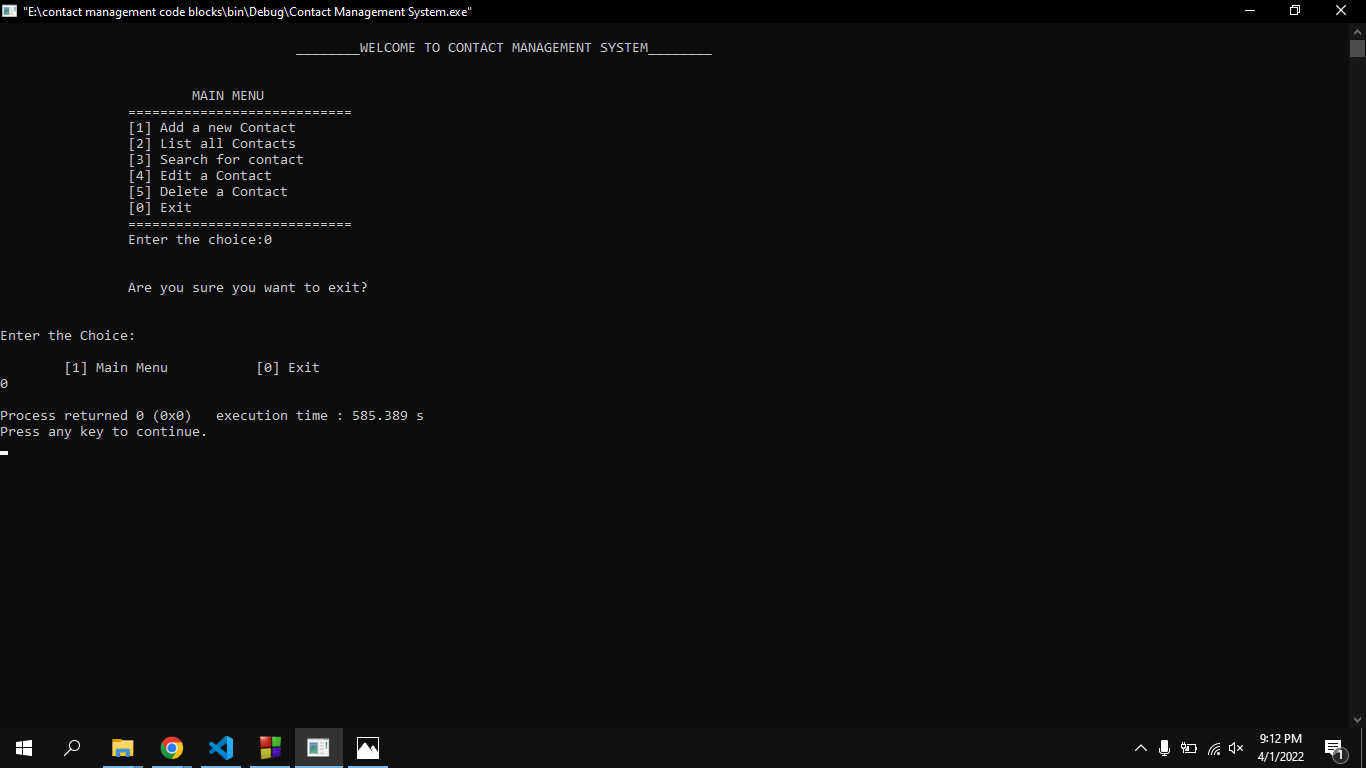 "E:\contact management code blocks\bin\Debug\Contact Management System.exe"
________WELCOME TO CONTACT MANAGEMENT SYSTEM________
MAIN MENU
============================
[1] Add a new Contact
[2] List all Contacts
[3] Search for contact
[4] Edit a Contact
[5] Delete a Contact
[0] Exit
============================
Enter the choice:0
Are you sure you want to exit?
Enter the Choice:
[1] Main Menu [0] Exit
0
Process returned 0 (0x0) execution time : 585.389 s
Press any key to continue.
9:12 PM
4/1/2022
1